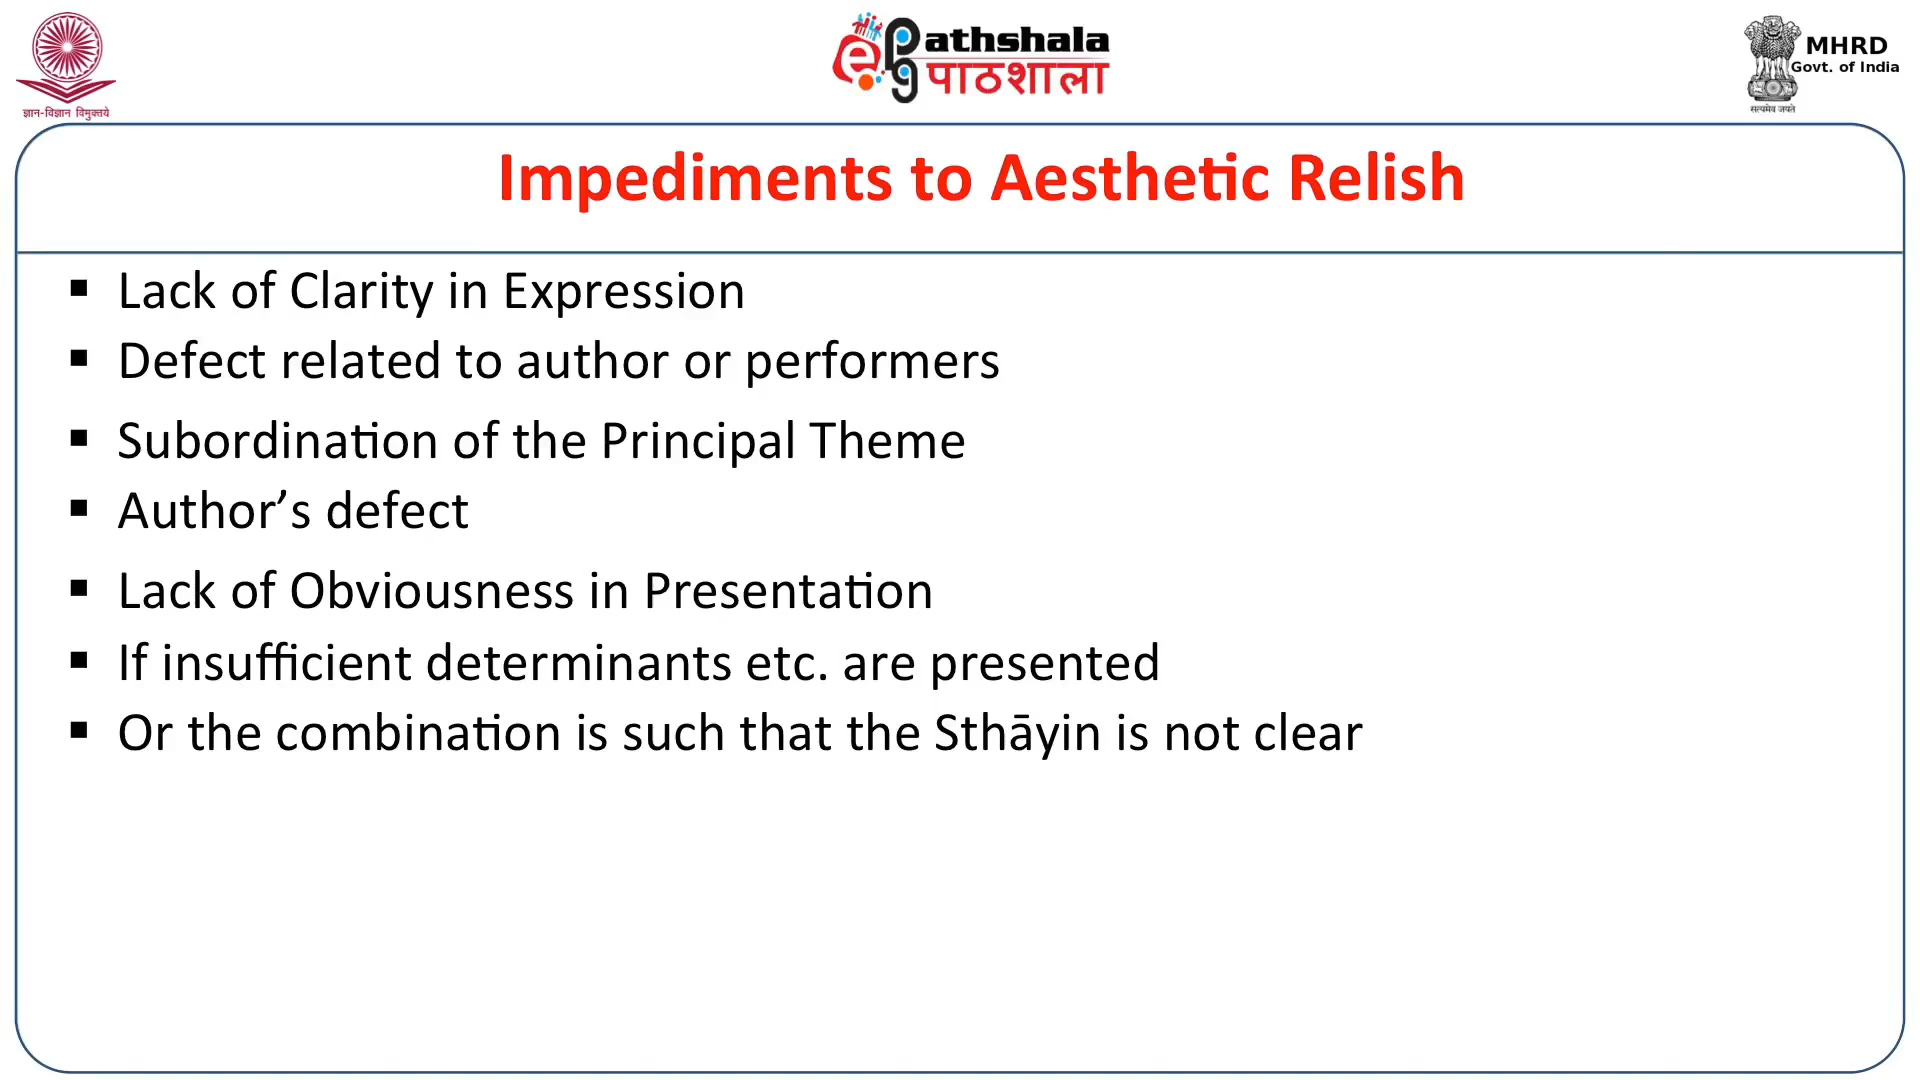 ज्ञान-विज्ञान विमुक्तये
e Pathshala
पाठशाला
MHRD
Govt. of India
सत्यमेव जयते
Impediments to Aesthetic Relish
▪ Lack of Clarity in Expression
▪ Defect related to author or performers
▪ Subordination of the Principal Theme
▪ Author’s defect
▪ Lack of Obviousness in Presentation
▪ If insufficient determinants etc. are presented
▪ Or the combination is such that the Sthāyin is not clear